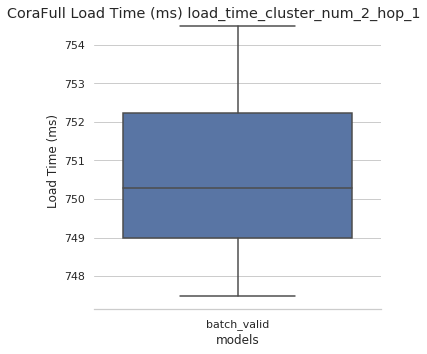 CoraFull Load Time (ms) load_time_cluster_num_2_hop_1
754
753
752
751
750
749
748
Load Time (ms)
batch_valid
models